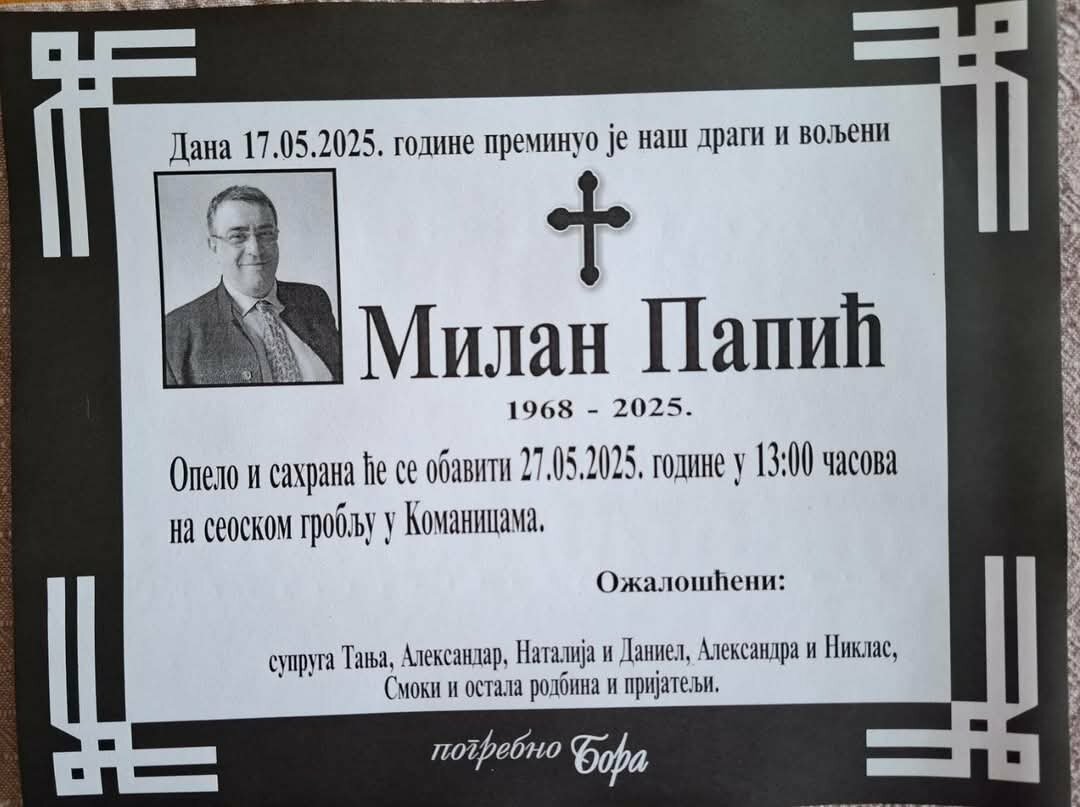 Дана 17.05.2025. године преминуо је наш драги и вољени
Милан Папић
1968 - 2025.
Опело и сахрана ће се обавити 27.05.2025. године у 13:00 часова
на сеоском гробљу у Команицама.
Ожалошћени:
супруга Тања, Александар, Наталија и Даниел, Александра и Никлас,
Смоки и остала родбина и пријатељи.
погребно Бора